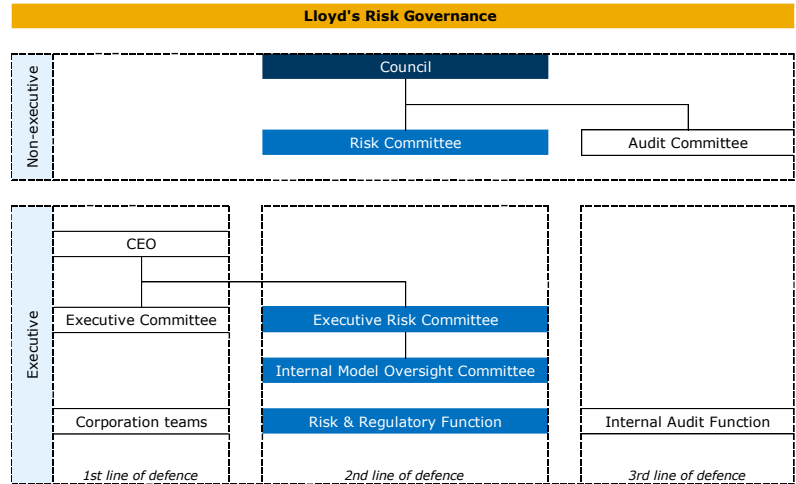 Lloyd's Risk Governance
Non-executive
Council
Risk Committee
Audit Committee
Executive
CEO
Executive Committee
Executive Risk Committee
Internal Model Oversight Committee
Corporation teams
Risk & Regulatory Function
Internal Audit Function
1st line of defence
2nd line of defence
3rd line of defence